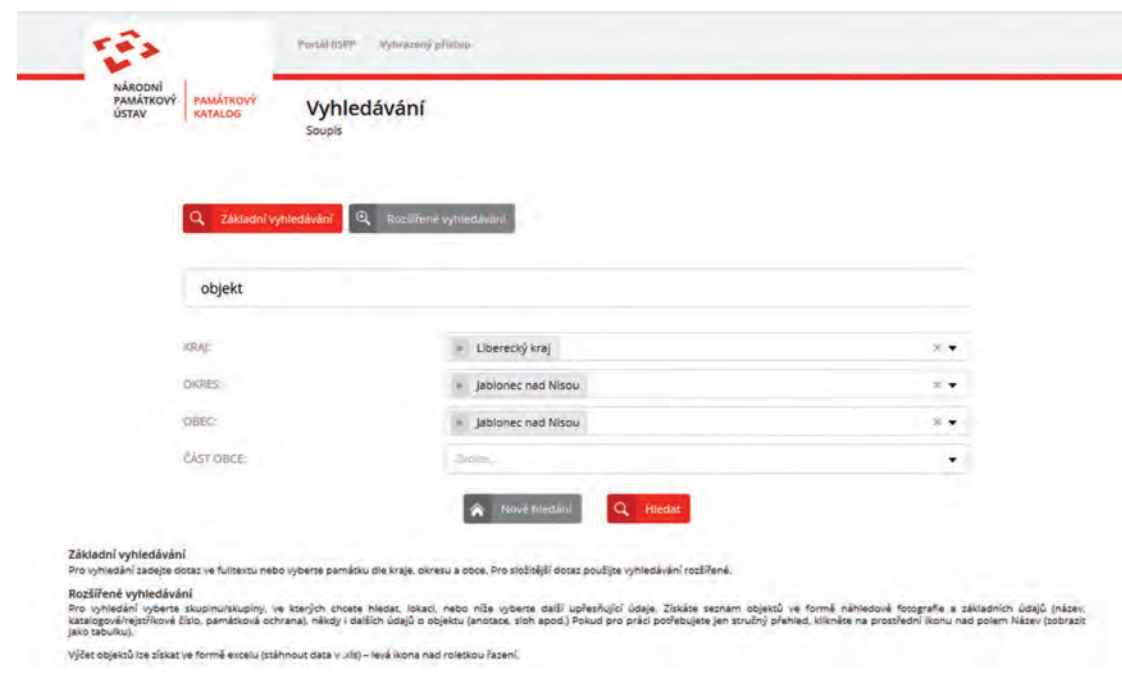 Portál IISPP Vyhrazený přístup
NÁRODNÍ
PAMÁTKOVÝ
ÚSTAV
PAMÁTKOVÝ
KATALOG
Vyhledávání
Soupis
Základní vyhledávání Rozšířené vyhledávání
objekt
KRAJ: Liberecký kraj
OKRES: Jablonec nad Nisou
OBEC: Jablonec nad Nisou
ČÁST OBCE: Zvolte...
Nové hledání Hledat
Základní vyhledávání
Pro vyhledání zadejte dotaz ve fulltextu nebo vyberte památku dle kraje, okresu a obce. Pro složitější dotaz použijte vyhledávání rozšířené.
Rozšířené vyhledávání
Pro vyhledání vyberte skupinu/skupiny, ve kterých chcete hledat, lokaci, nebo níže vyberte další upřesňující údaje. Získáte seznam objektů ve formě náhledové fotografie a základních údajů (název,
katalogové/rejstříkové číslo, památková ochrana), někdy i dalších údajů o objektu (anotace, sloh apod.) Pokud pro práci potřebujete jen stručný přehled, klikněte na prostřední ikonu nad polem Název (zobrazit
jako tabulku).
Výčet objektů lze získat ve formě excelu (stáhnout data v .xls) – levá ikona nad roletkou řazení.